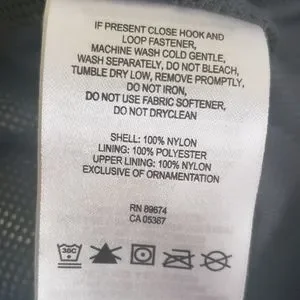 IF PRESENT CLOSE HOOK AND
LOOP FASTENER,
MACHINE WASH COLD GENTLE,
WASH SEPARATELY, DO NOT BLEACH,
TUMBLE DRY LOW, REMOVE PROMPTLY,
DO NOT IRON,
DO NOT USE FABRIC SOFTENER,
DO NOT DRYCLEAN
SHELL: 100% NYLON
LINING: 100% POLYESTER
UPPER LINING: 100% NYLON
EXCLUSIVE OF ORNAMENTATION
RN 89674
CA 05367
30C